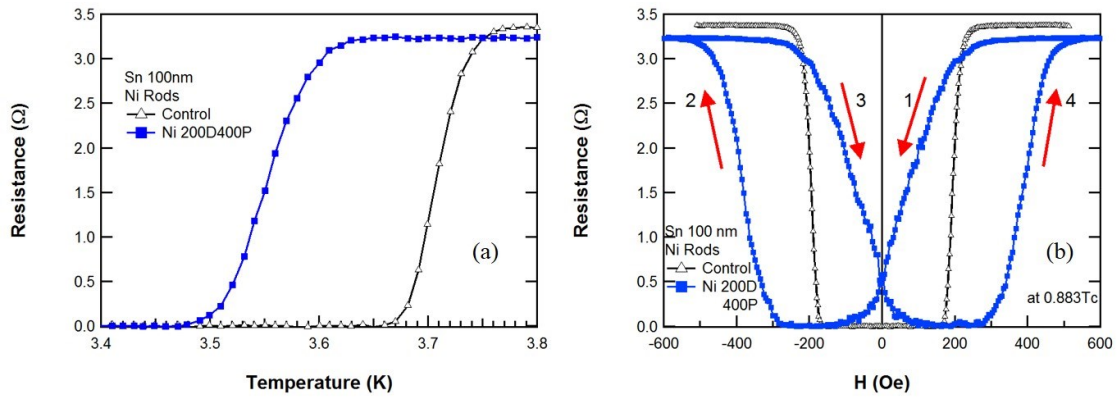 3.5
3.0
2.5
2.0
1.5
1.0
0.5
0.0
Resistance (Ω)
Sn 100nm
Ni Rods
Control
Ni 200D400P
(a)
3.4
3.5
3.6
3.7
3.8
Temperature (K)
3.5
3.0
2.5
2.0
1.5
1.0
0.5
0.0
Resistance (Ω)
2
3
1
4
Sn 100 nm
Ni Rods
Control
Ni 200D
400P
(b)
at 0.883Tc
-600
-400
-200
0
200
400
600
H (Oe)